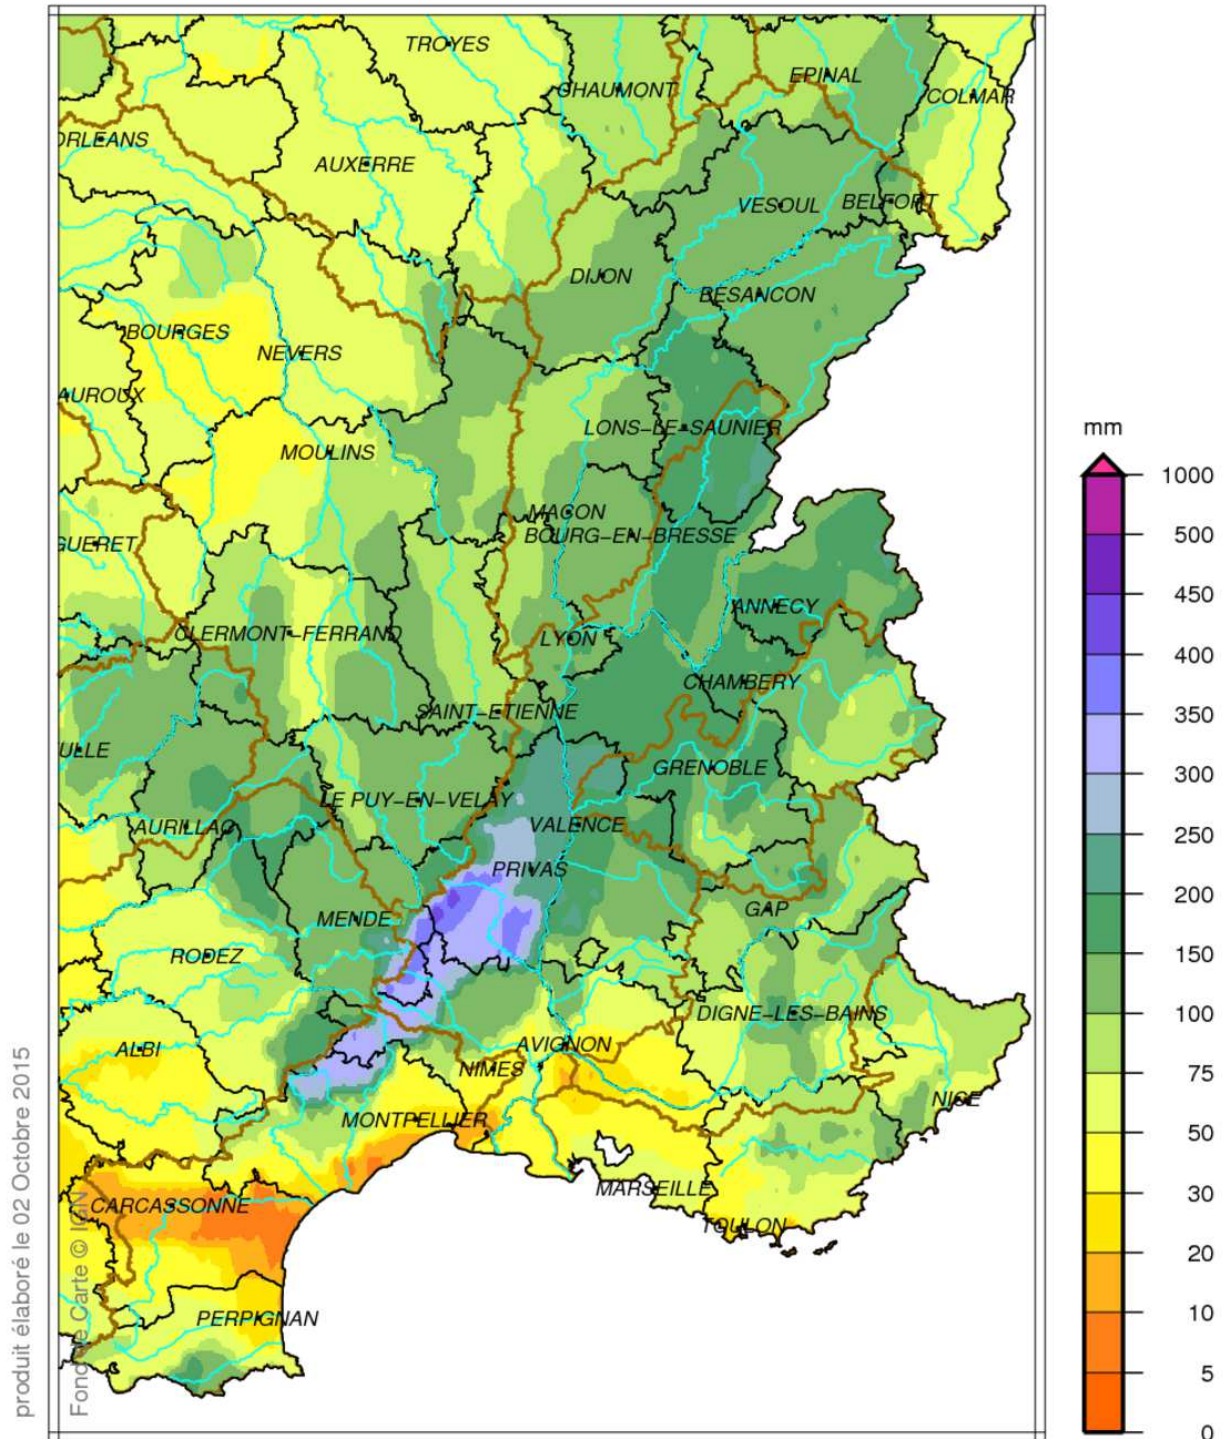 TROYES
CHAUMONT
EPINAL
COLMAR
ORLEANS
AUXERRE
VESOUL
BELFORT
DIJON
BESANCON
BOURGES
NEVERS
AUROUX
LONS-LE-SAUNIER
MOULINS
MACON
BOURG-EN-BRESSE
GUERET
ANNECY
CLERMONT-FERRAND
LYON
CHAMBERY
SAINT-ETIENNE
ULLE
GRENOBLE
LE PUY-EN-VELAY
AURILLAC
VALENCE
PRIVAS
MENDE
GAP
RODEZ
DIGNE-LES-BAINS
ALBI
AVIGNON
NIMES
NICE
MONTPELLIER
MARSEILLE
CARCASSONNE
TOULON
PERPIGNAN
produit élaboré le 02 Octobre 2015
Fond de Carte © IGN
mm
1000
500
450
400
350
300
250
200
150
100
75
50
30
20
10
5
0